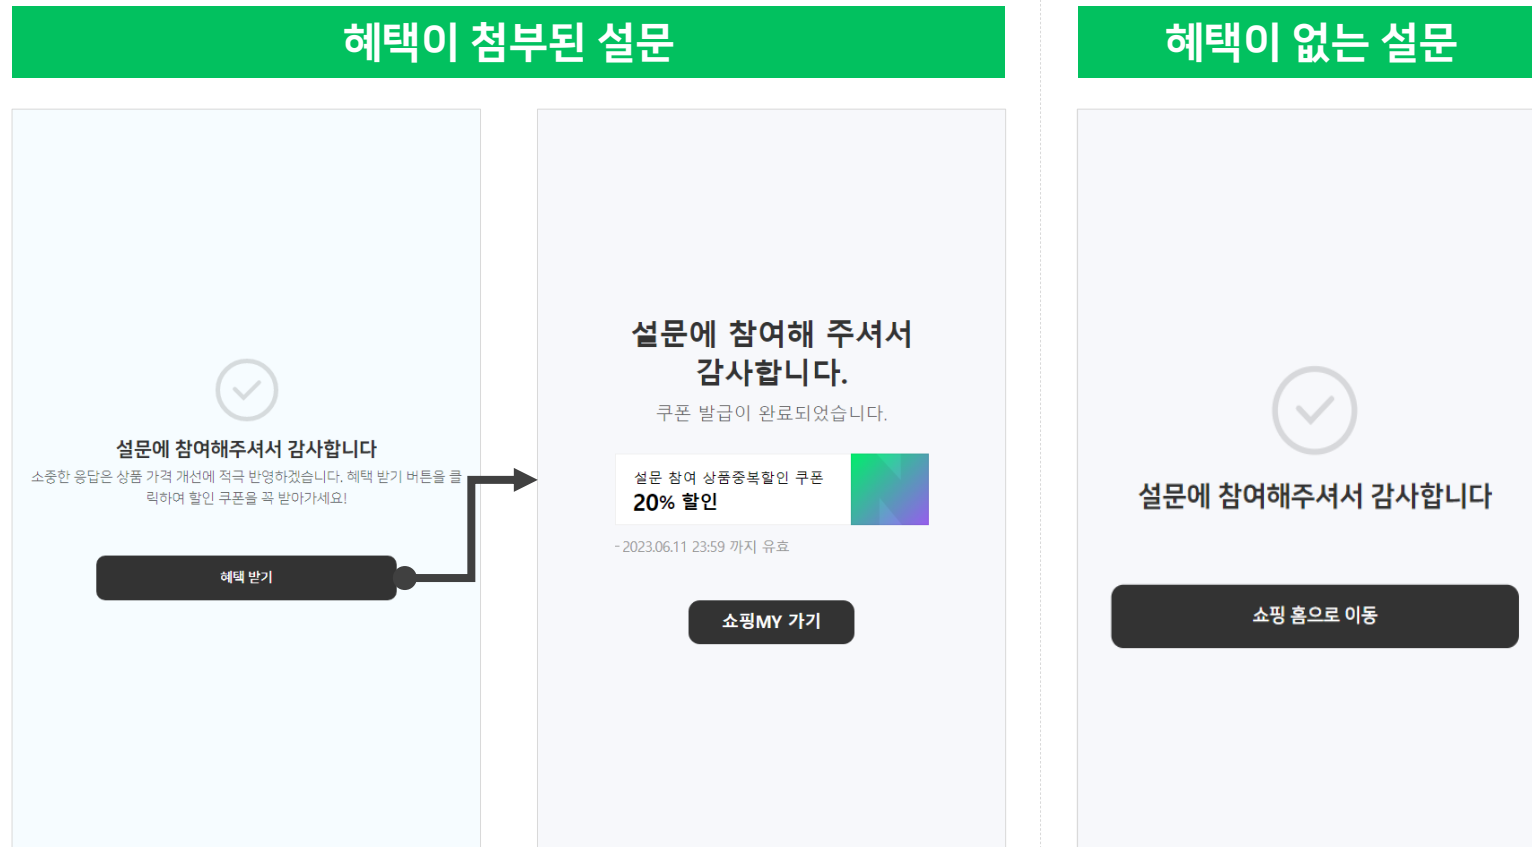 혜택이 첨부된 설문
설문에 참여해주셔서 감사합니다
소중한 응답은 상품 가격 개선에 적극 반영하겠습니다. 혜택 받기 버튼을 클
릭하여 할인 쿠폰을 꼭 받아가세요!
혜택 받기
설문에 참여해 주셔서
감사합니다.
쿠폰 발급이 완료되었습니다.
설문 참여 상품중복할인 쿠폰
20% 할인
- 2023.06.11 23:59 까지 유효
쇼핑MY 가기
혜택이 없는 설문
설문에 참여해주셔서 감사합니다
쇼핑 홈으로 이동